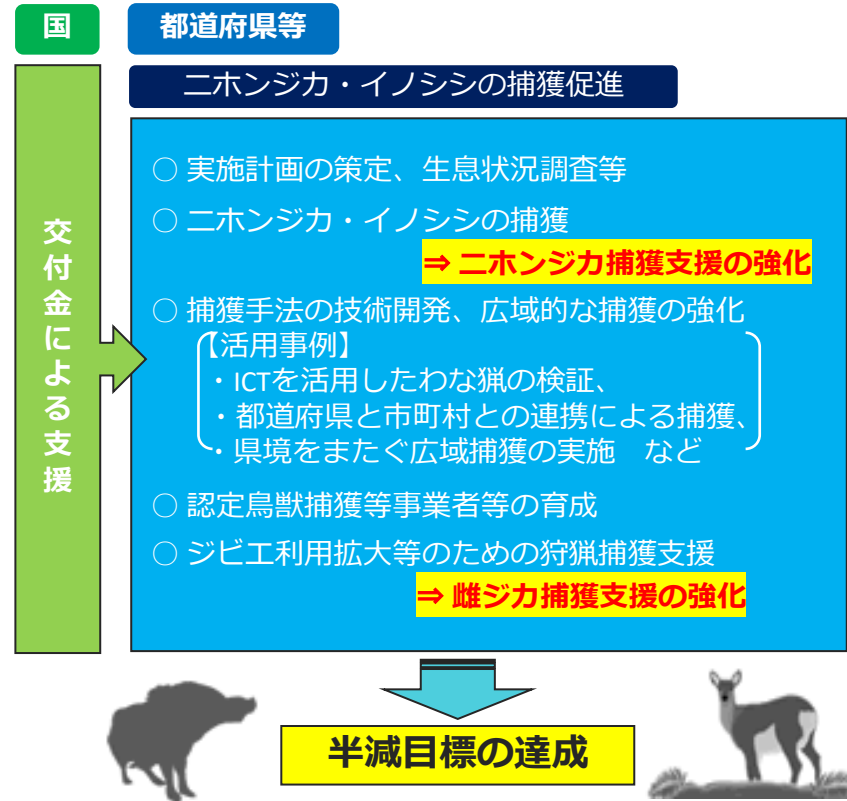 国
都道府県等
ニホンジカ・イノシシの捕獲促進
交付金による支援
○ 実施計画の策定、生息状況調査等
○ ニホンジカ・イノシシの捕獲
⇒ ニホンジカ捕獲支援の強化
○ 捕獲手法の技術開発、広域的な捕獲の強化
【活用事例】
・ICTを活用したわな猟の検証、
・都道府県と市町村との連携による捕獲、
・県境をまたぐ広域捕獲の実施　など
○ 認定鳥獣捕獲等事業者等の育成
○ ジビエ利用拡大等のための狩猟捕獲支援
⇒ 雌ジカ捕獲支援の強化
半減目標の達成